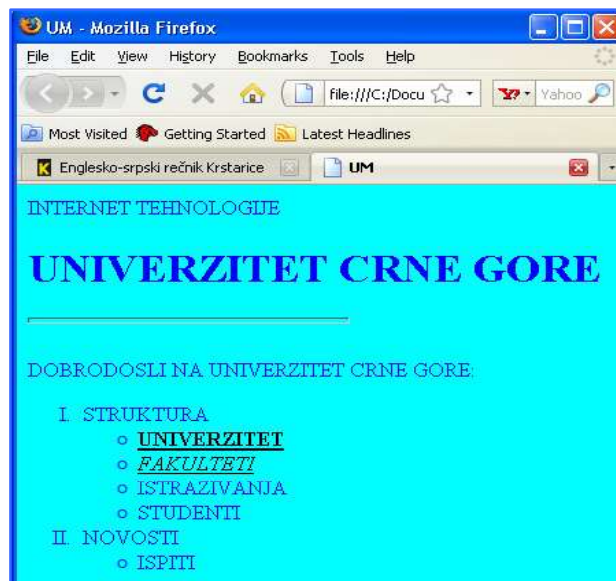 UM - Mozilla Firefox
File Edit View History Bookmarks Tools Help
file:///C:/Docu Yahoo
Most Visited Getting Started Latest Headlines
Englesko-srpski rečnik Krstarice UM
INTERNET TEHNOLOGIJE
UNIVERZITET CRNE GORE
DOBRODOSLI NA UNIVERZITET CRNE GORE:
I. STRUKTURA
UNIVERZITET
FAKULTETI
ISTRAZIVANJA
STUDENTI
II. NOVOSTI
ISPITI